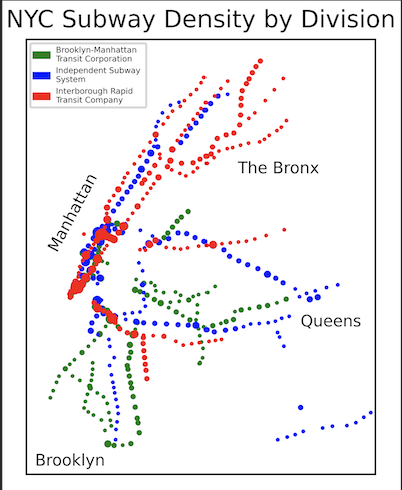 NYC Subway Density by Division
Brooklyn-Manhattan
Transit Corporation
Independent Subway
System
Interborough Rapid
Transit Company
The Bronx
Manhattan
Queens
Brooklyn